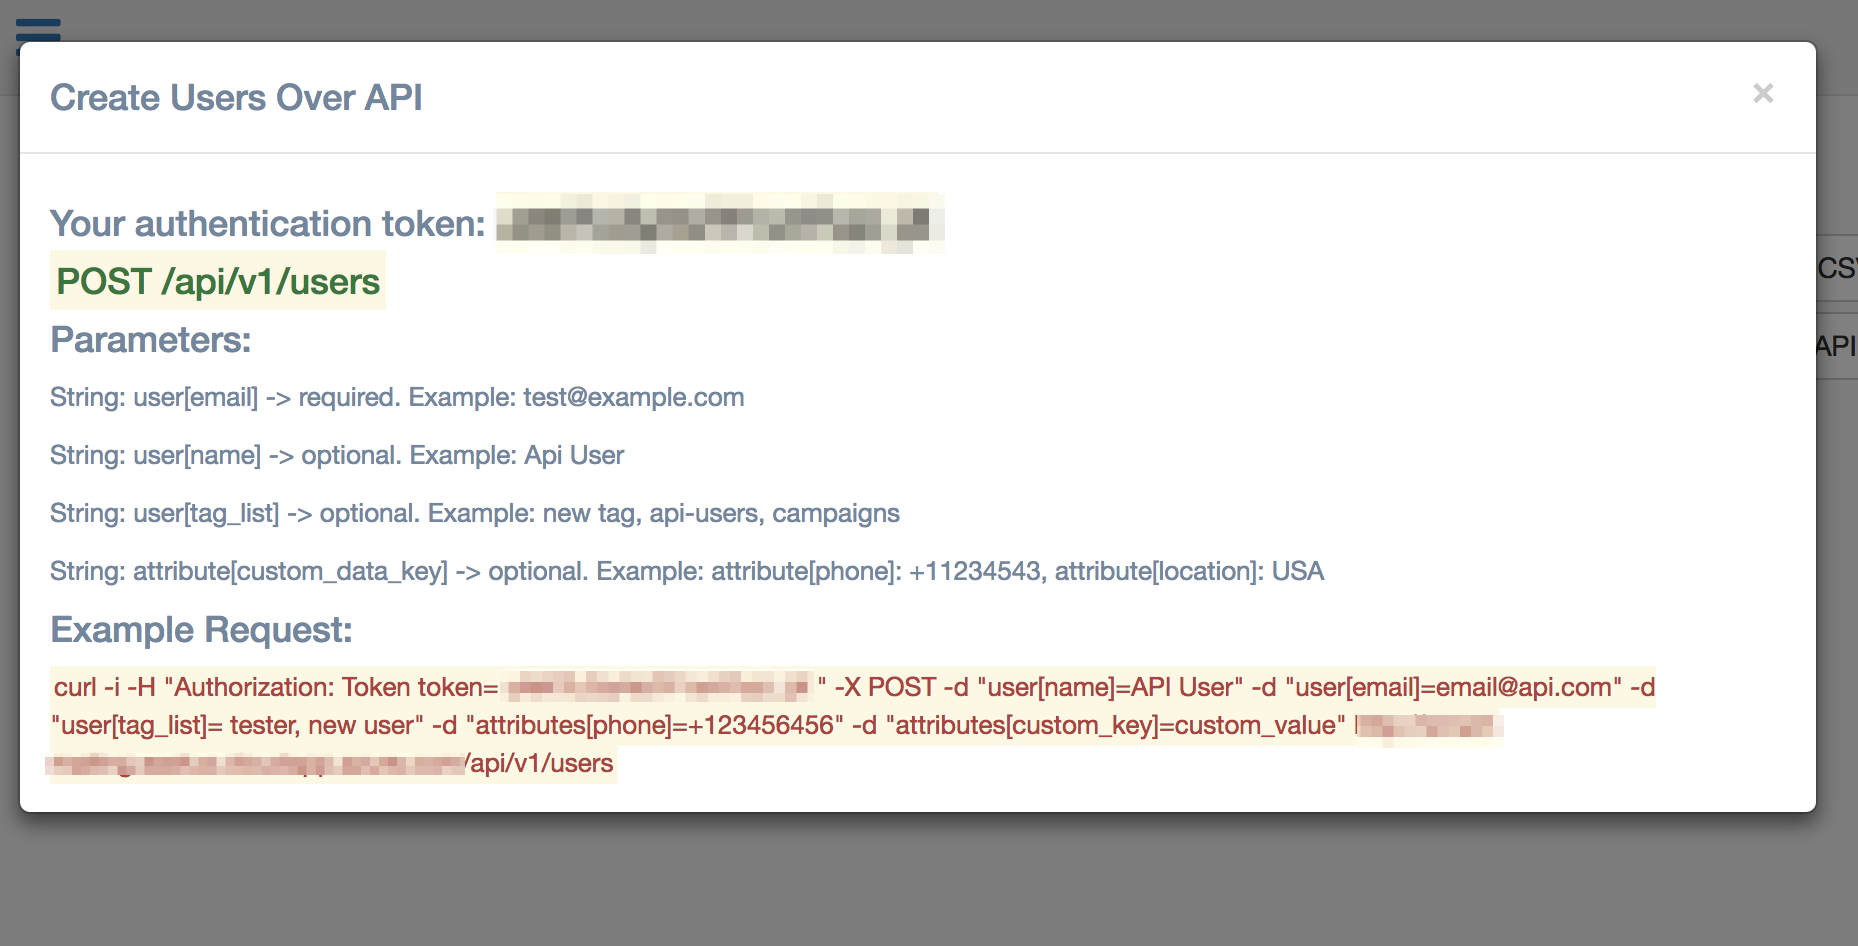 Create Users Over API
×
Your authentication token:
POST /api/v1/users
Parameters:
String: user[email] -> required. Example: test@example.com
String: user[name] -> optional. Example: Api User
String: user[tag_list] -> optional. Example: new tag, api-users, campaigns
String: attribute[custom_data_key] -> optional. Example: attribute[phone]: +11234543, attribute[location]: USA
Example Request:
curl -i -H "Authorization: Token token= " -X POST -d "user[name]=API User" -d "user[email]=email@api.com" -d
"user[tag_list]= tester, new user" -d "attributes[phone]=+123456456" -d "attributes[custom_key]=custom_value"
/api/v1/users
CSV
API